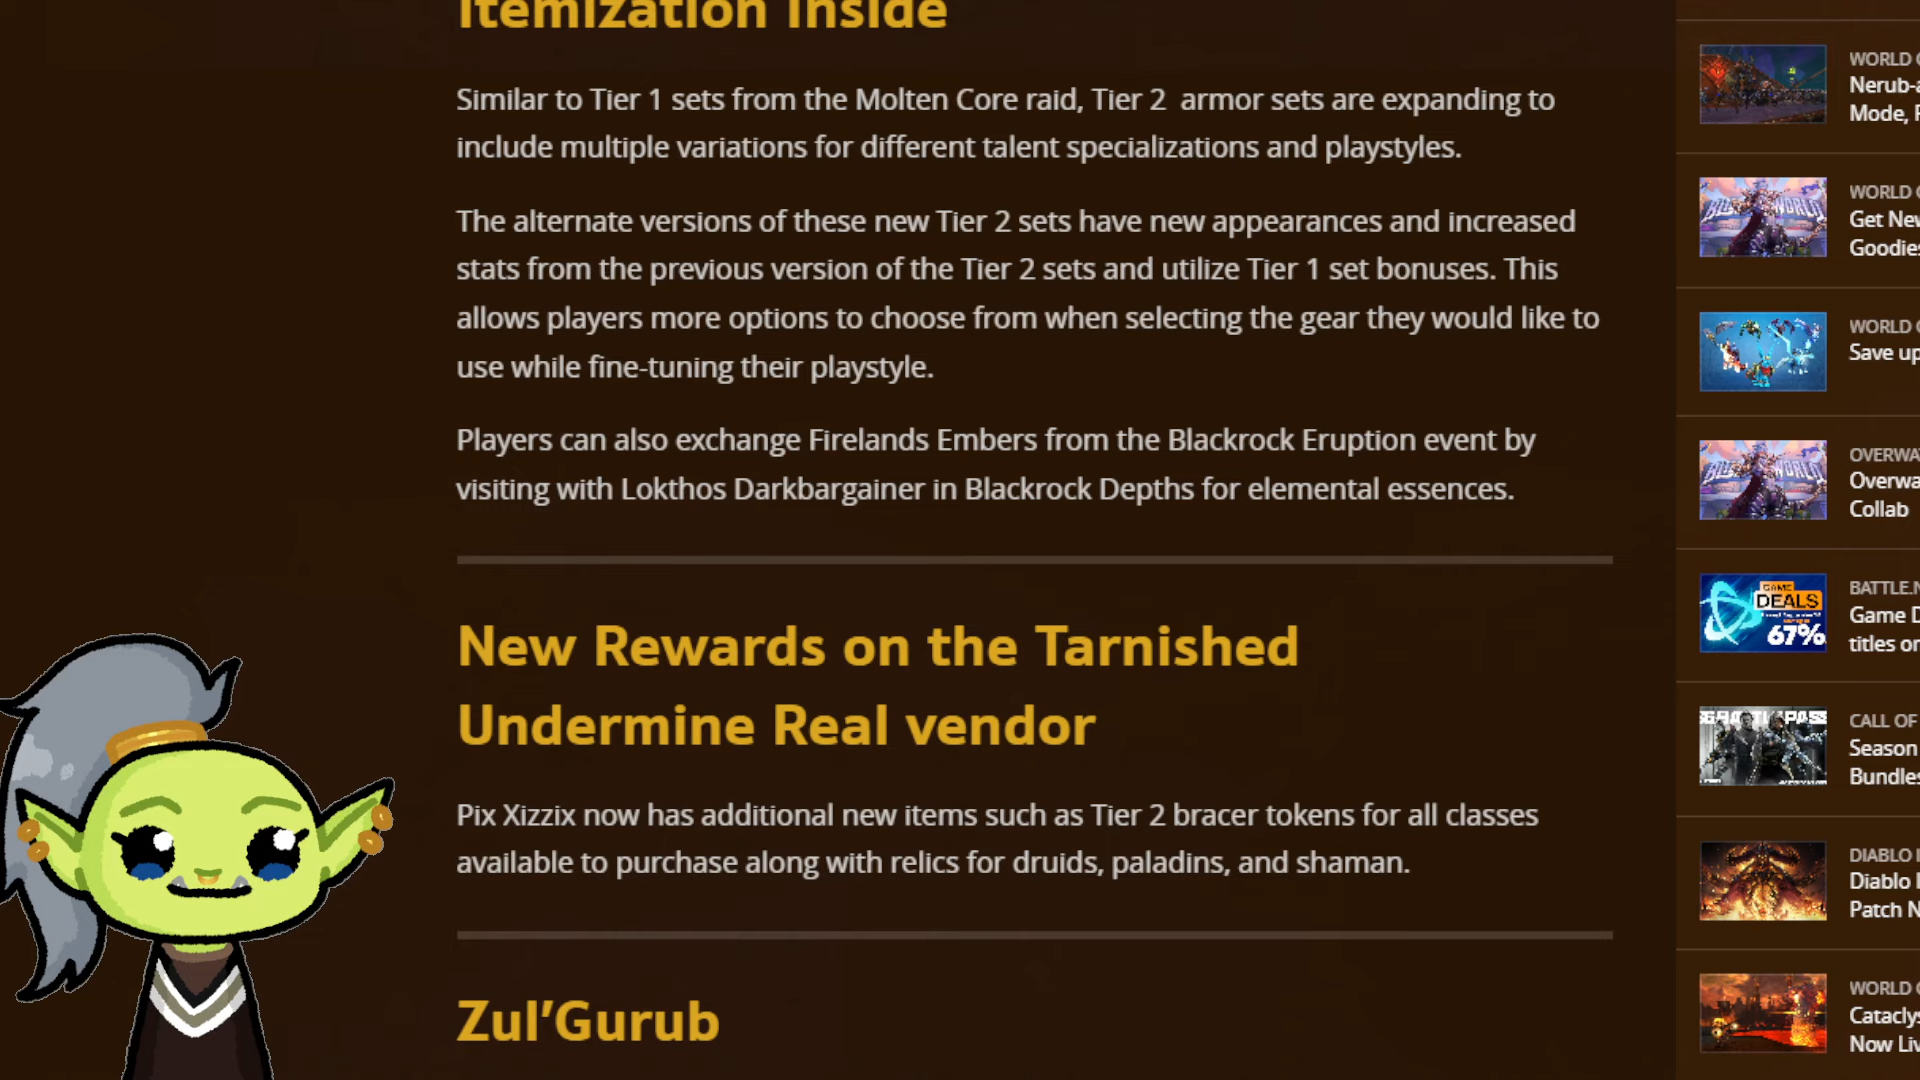 Itemization Inside
Similar to Tier 1 sets from the Molten Core raid, Tier 2 armor sets are expanding to
include multiple variations for different talent specializations and playstyles.
The alternate versions of these new Tier 2 sets have new appearances and increased
stats from the previous version of the Tier 2 sets and utilize Tier 1 set bonuses. This
allows players more options to choose from when selecting the gear they would like to
use while fine-tuning their playstyle.
Players can also exchange Firelands Embers from the Blackrock Eruption event by
visiting with Lokthos Darkbargainer in Blackrock Depths for elemental essences.
New Rewards on the Tarnished
Undermine Real vendor
Pix Xizzix now has additional new items such as Tier 2 bracer tokens for all classes
available to purchase along with relics for druids, paladins, and shaman.
Zul'Gurub
WORLD
Nerub-a
Mode,
WORLD
Get New
Goodies
WORLD
Save up
OVERWA
Overwa
Collab
GAME
DEALS
67%
BATTLE.N
Game D
titles on
CALL OF
Season
Bundles
DIABLO
Diablo
Patch N
WORLD
Cataclys
Now Liv